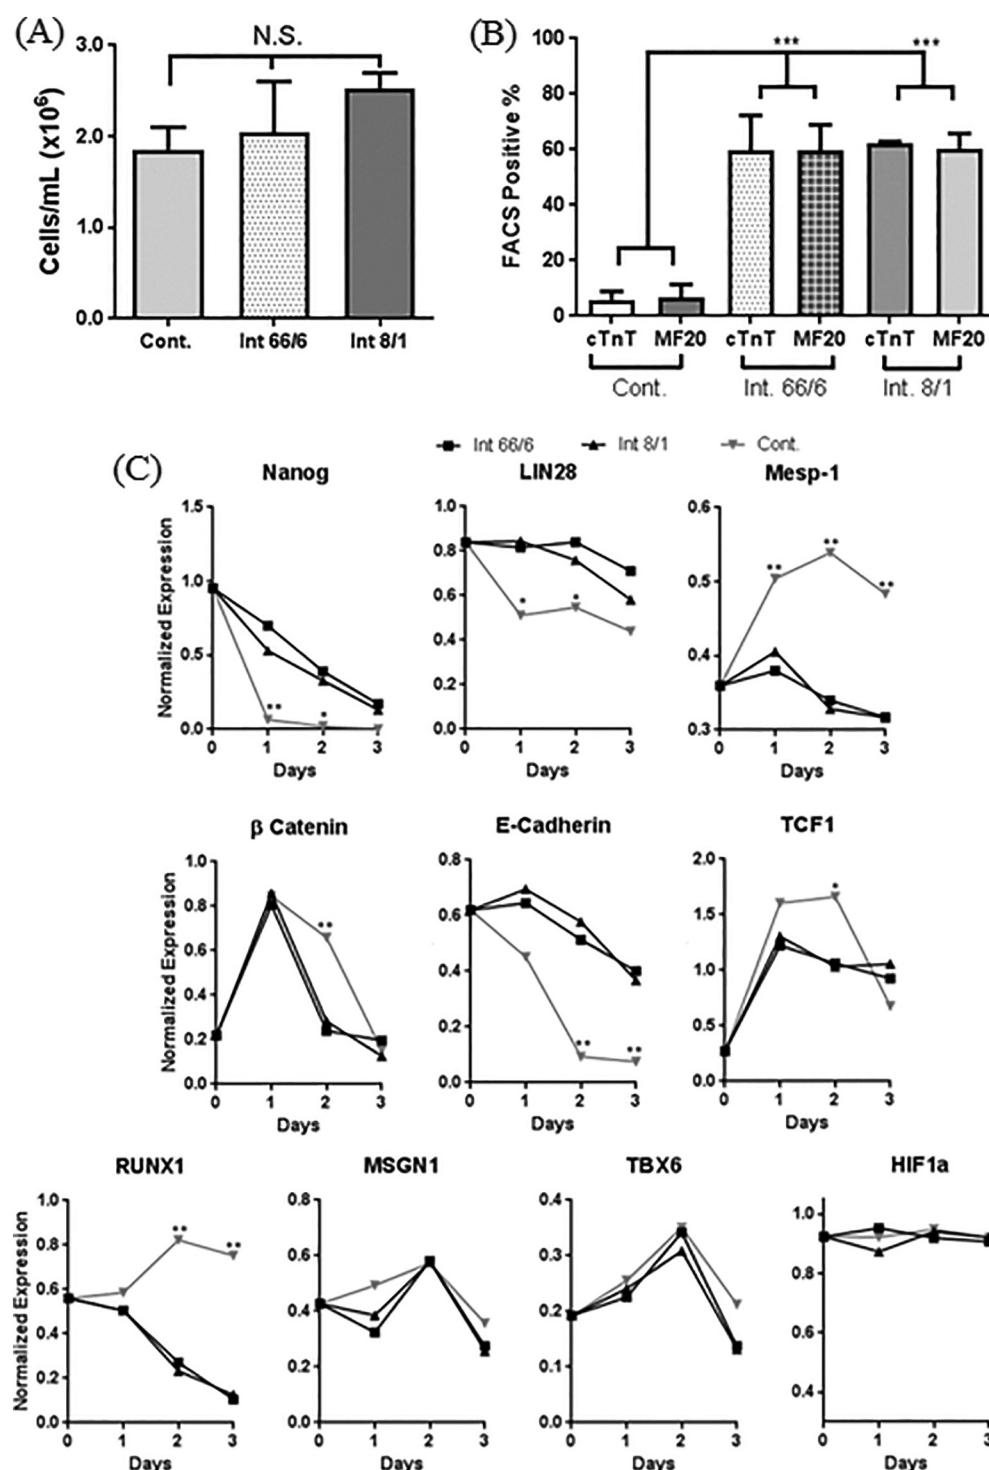 (A)
N.S.
3.0
2.0
1.0
0.0
Cells/mL (x10⁶)
Cont. Int 66/6 Int 8/1
(B)
*** ***
100
80
60
40
20
0
FACS Positive %
cTnT MF20 cTnT MF20 cTnT MF20
Cont. Int. 66/6 Int. 8/1
(C)
Int 66/6 Int 8/1 Cont.
Nanog
1.5
1.0
0.5
0.0
Normalized Expression
** *
0 1 2 3
Days
LIN28
1.0
0.8
0.6
0.4
0.2
0.0
* *
0 1 2 3
Days
Mesp-1
0.6
0.5
0.4
0.3
** ** **
0 1 2 3
Days
β Catenin
1.0
0.8
0.6
0.4
0.2
0.0
Normalized Expression
**
0 1 2 3
Days
E-Cadherin
0.8
0.6
0.4
0.2
0.0
** **
0 1 2 3
Days
TCF1
2.0
1.5
1.0
0.5
0.0
*
0 1 2 3
Days
RUNX1
1.0
0.8
0.6
0.4
0.2
0.0
Normalized Expression
** **
0 1 2 3
Days
MSGN1
0.8
0.6
0.4
0.2
0.0
0 1 2 3
Days
TBX6
0.4
0.3
0.2
0.1
0.0
0 1 2 3
Days
HIF1a
1.0
0.8
0.6
0.4
0 1 2 3
Days